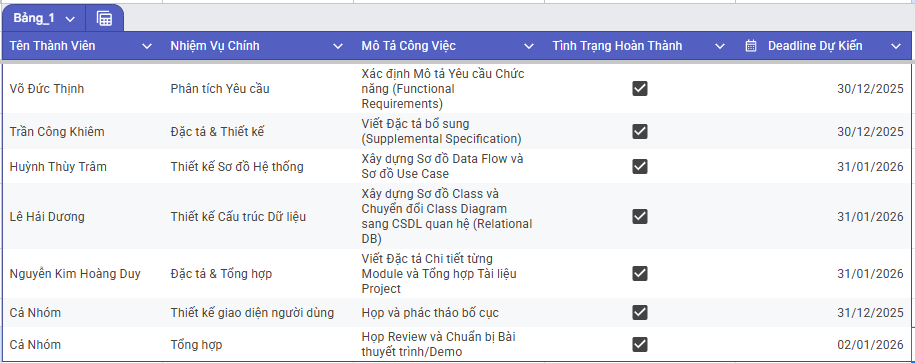 Bảng_1
Tên Thành Viên Nhiệm Vụ Chính Mô Tả Công Việc Tình Trạng Hoàn Thành Deadline Dự Kiến
Võ Đức Thịnh Phân tích Yêu cầu Xác định Mô tả Yêu cầu Chức
năng (Functional
Requirements) 30/12/2025
Trần Công Khiêm Đặc tả & Thiết kế Viết Đặc tả bổ sung
(Supplemental Specification) 30/12/2025
Huỳnh Thùy Trâm Thiết kế Sơ đồ Hệ thống Xây dựng Sơ đồ Data Flow và
Sơ đồ Use Case 31/01/2026
Lê Hải Dương Thiết kế Cấu trúc Dữ liệu Xây dựng Sơ đồ Class và
Chuyển đổi Class Diagram
sang CSDL quan hệ (Relational
DB) 31/01/2026
Nguyễn Kim Hoàng Duy Đặc tả & Tổng hợp Viết Đặc tả Chi tiết từng
Module và Tổng hợp Tài liệu
Project 31/01/2026
Cả Nhóm Thiết kế giao diện người dùng Họp và phác thảo bố cục 31/12/2025
Cả Nhóm Tổng hợp Họp Review và Chuẩn bị Bài
thuyết trình/Demo 02/01/2026